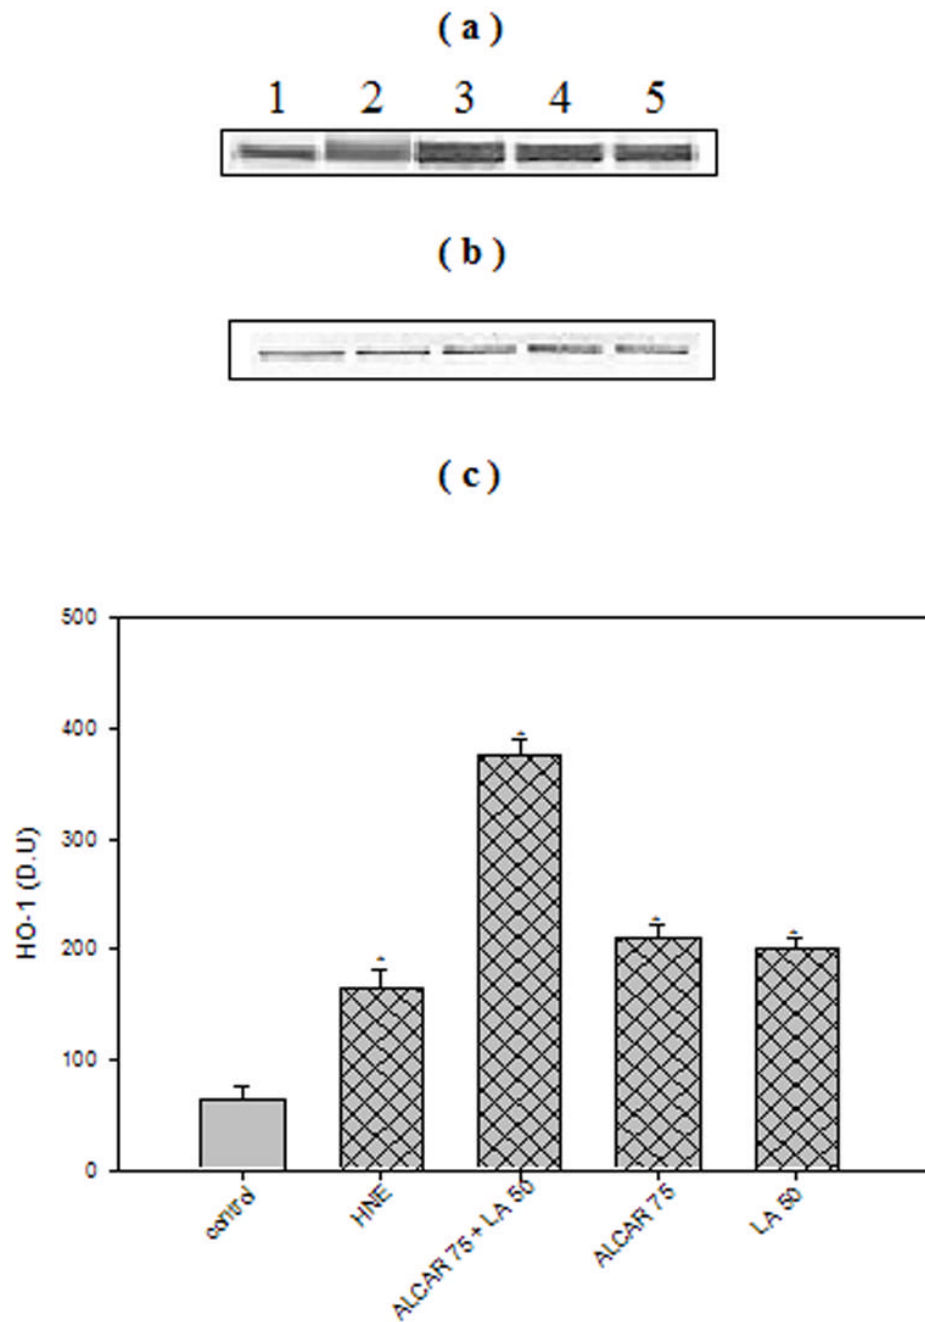 ( a )
1 2 3 4 5
( b )
( c )
500
400
300
200
100
0
HO-1 (D.U)
*
*
*
*
control
HNE
ALCAR 75 + LA 50
ALCAR 75
LA 50